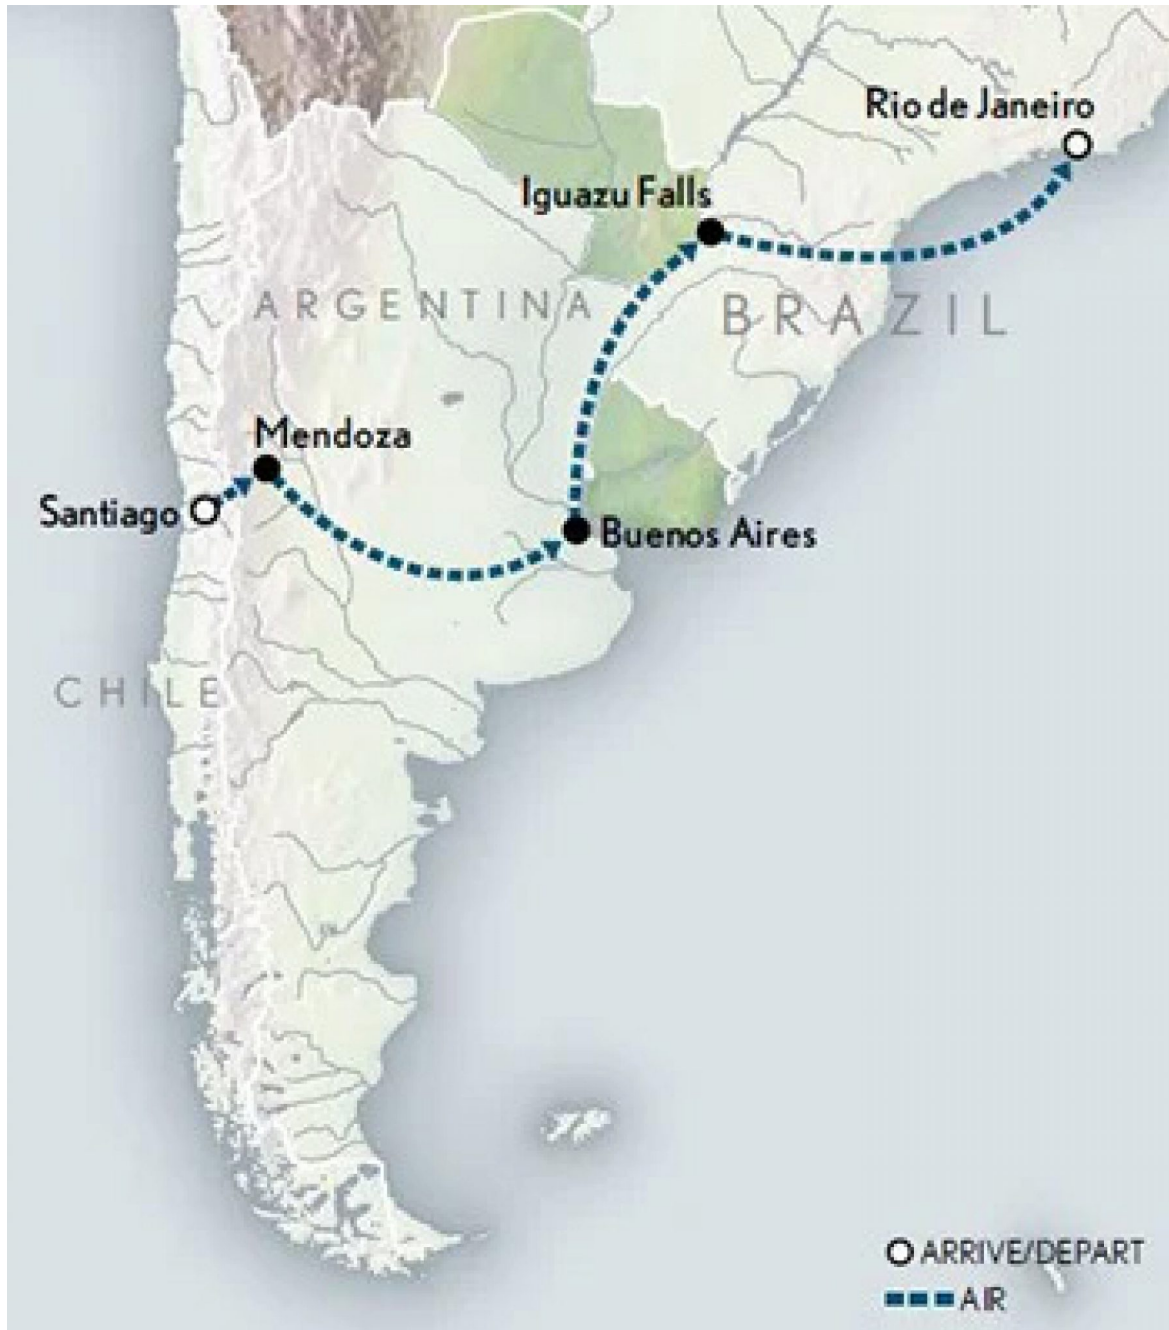 Rio de Janeiro
Iguazu Falls
ARGENTINA
BRAZIL
Mendoza
Santiago
Buenos Aires
CHILE
ARRIVE/DEPART
AIR